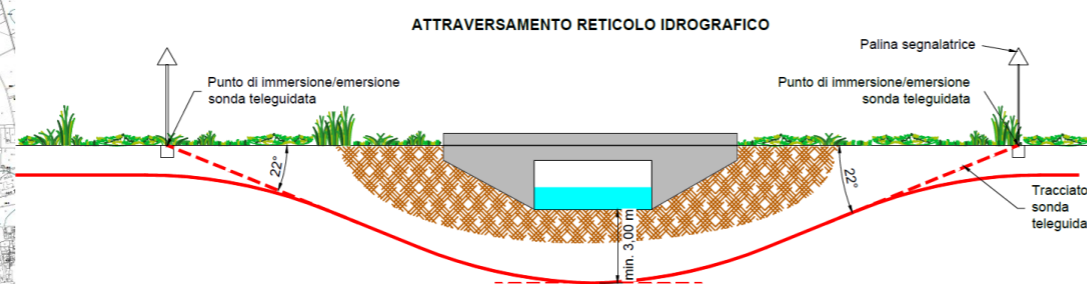 ATTRAVERSAMENTO RETICOLO IDROGRAFICO
Palina segnalatrice
Punto di immersione/emersione
sonda teleguidata
Punto di immersione/emersione
sonda teleguidata
22°
22°
Tracciato
sonda
teleguida
min. 3,00 m